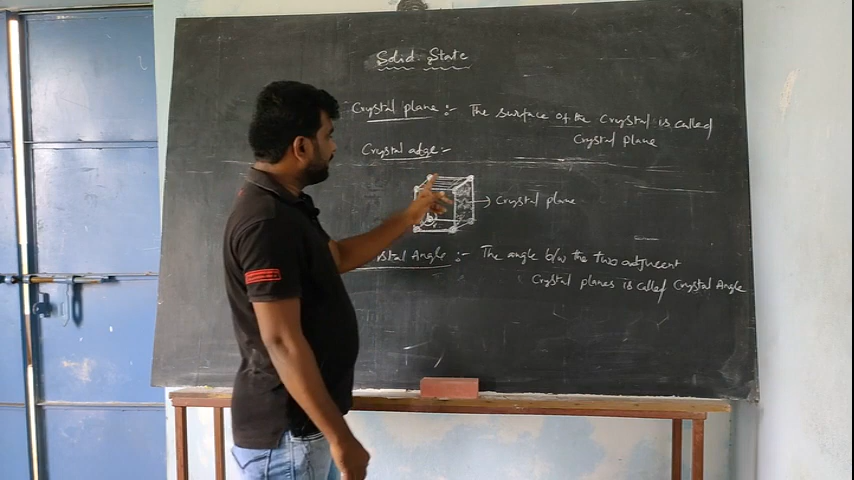 Solid State
Crystal plane :- The surface of the Crystal is called
Crystal plane
Crystal edge :-
→ Crystal plane
stal Angle :- The angle b/w the two adjucent
Crystal planes is called Crystal Angle